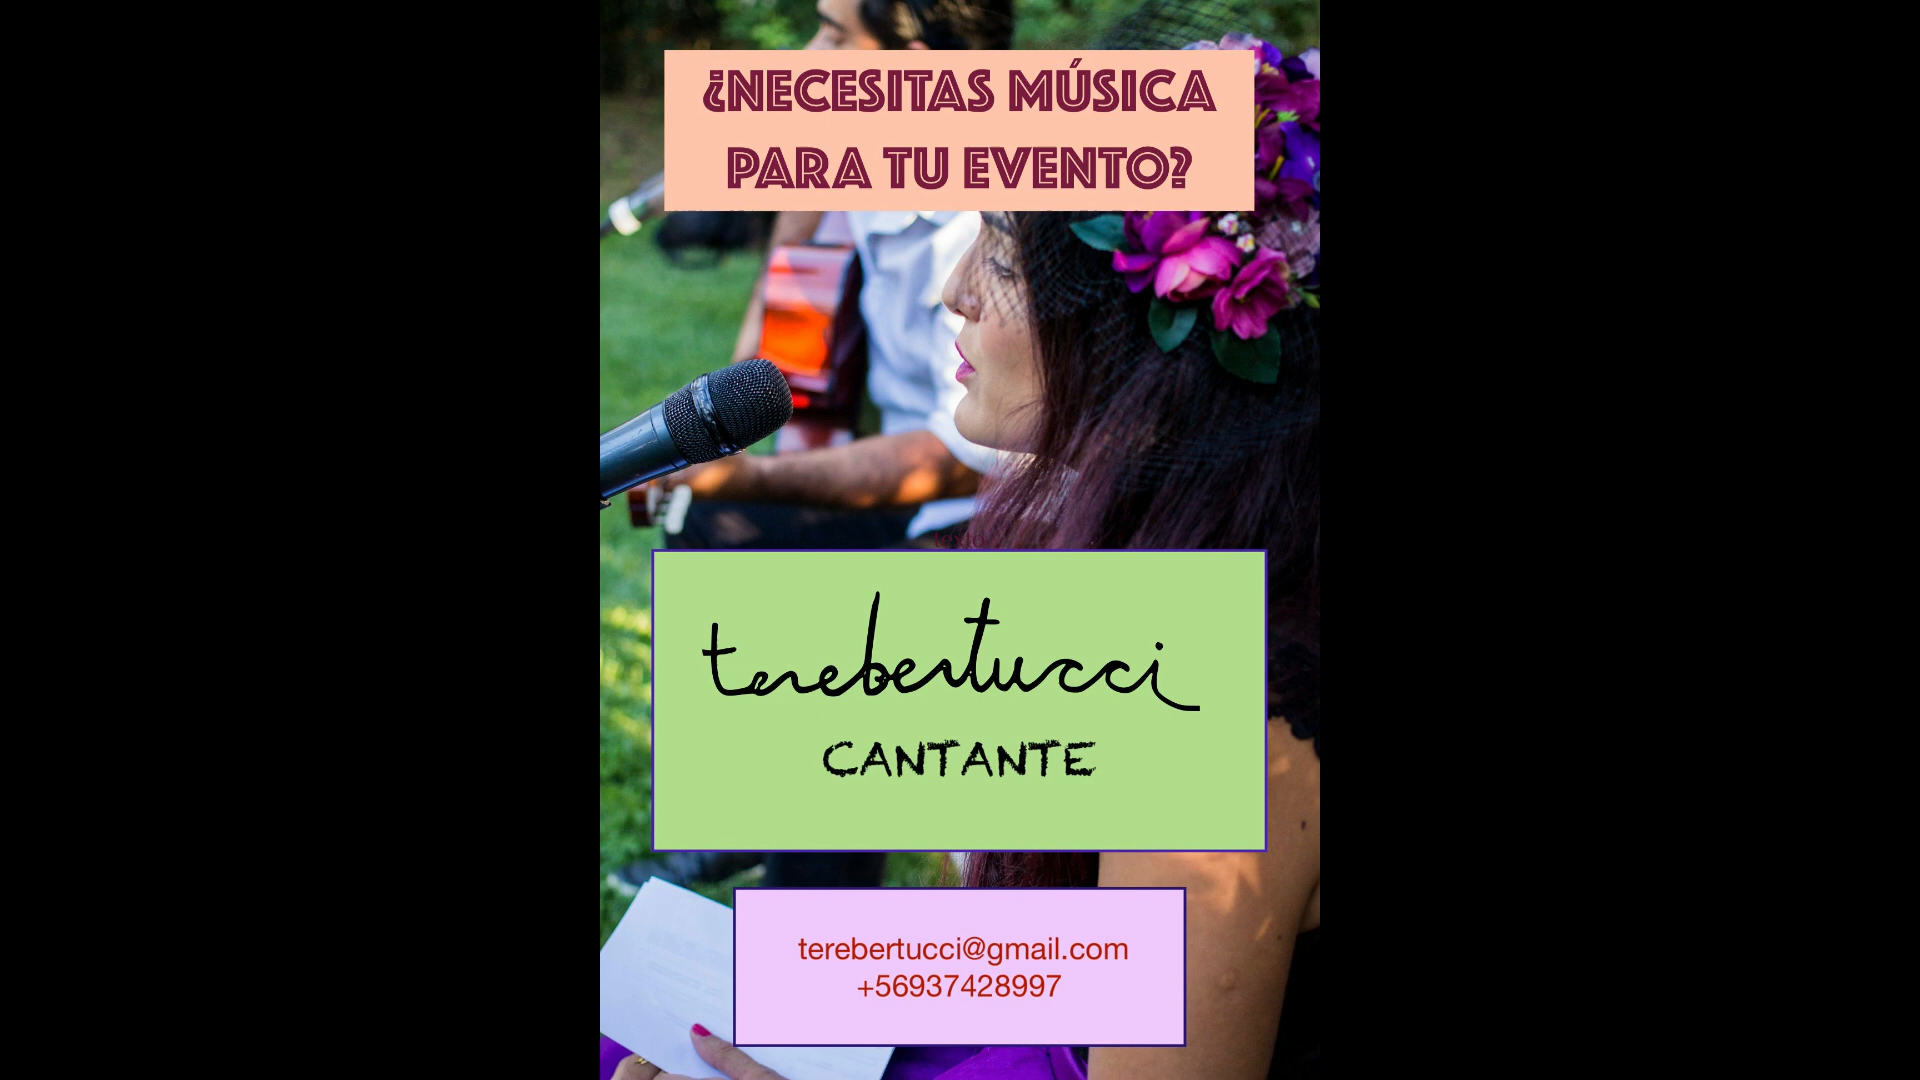 ¿NECESITAS MÚSICA
PARA TU EVENTO?
terebertucci
CANTANTE
terebertucci@gmail.com
+56937428997